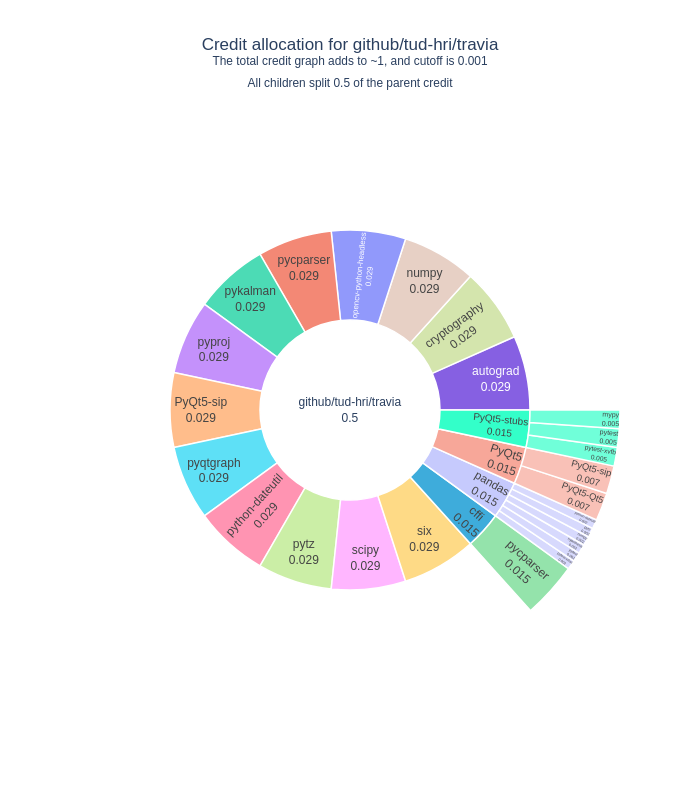 Credit allocation for github/tud-hri/travia
The total credit graph adds to ~1, and cutoff is 0.001
All children split 0.5 of the parent credit
github/tud-hri/travia
0.5
autograd
0.029
cryptography
0.029
numpy
0.029
opencv-python-headless
0.029
pycparser
0.029
pykalman
0.029
pyproj
0.029
PyQt5-sip
0.029
pyqtgraph
0.029
python-dateutil
0.029
pytz
0.029
scipy
0.029
six
0.029
cffi
0.015
pandas
0.015
PyQt5
0.015
PyQt5-stubs
0.015
mypy
0.005
pytest
0.005
pytest-xvfb
0.005
PyQt5-sip
0.007
PyQt5-Qt5
0.007
pycparser
0.015